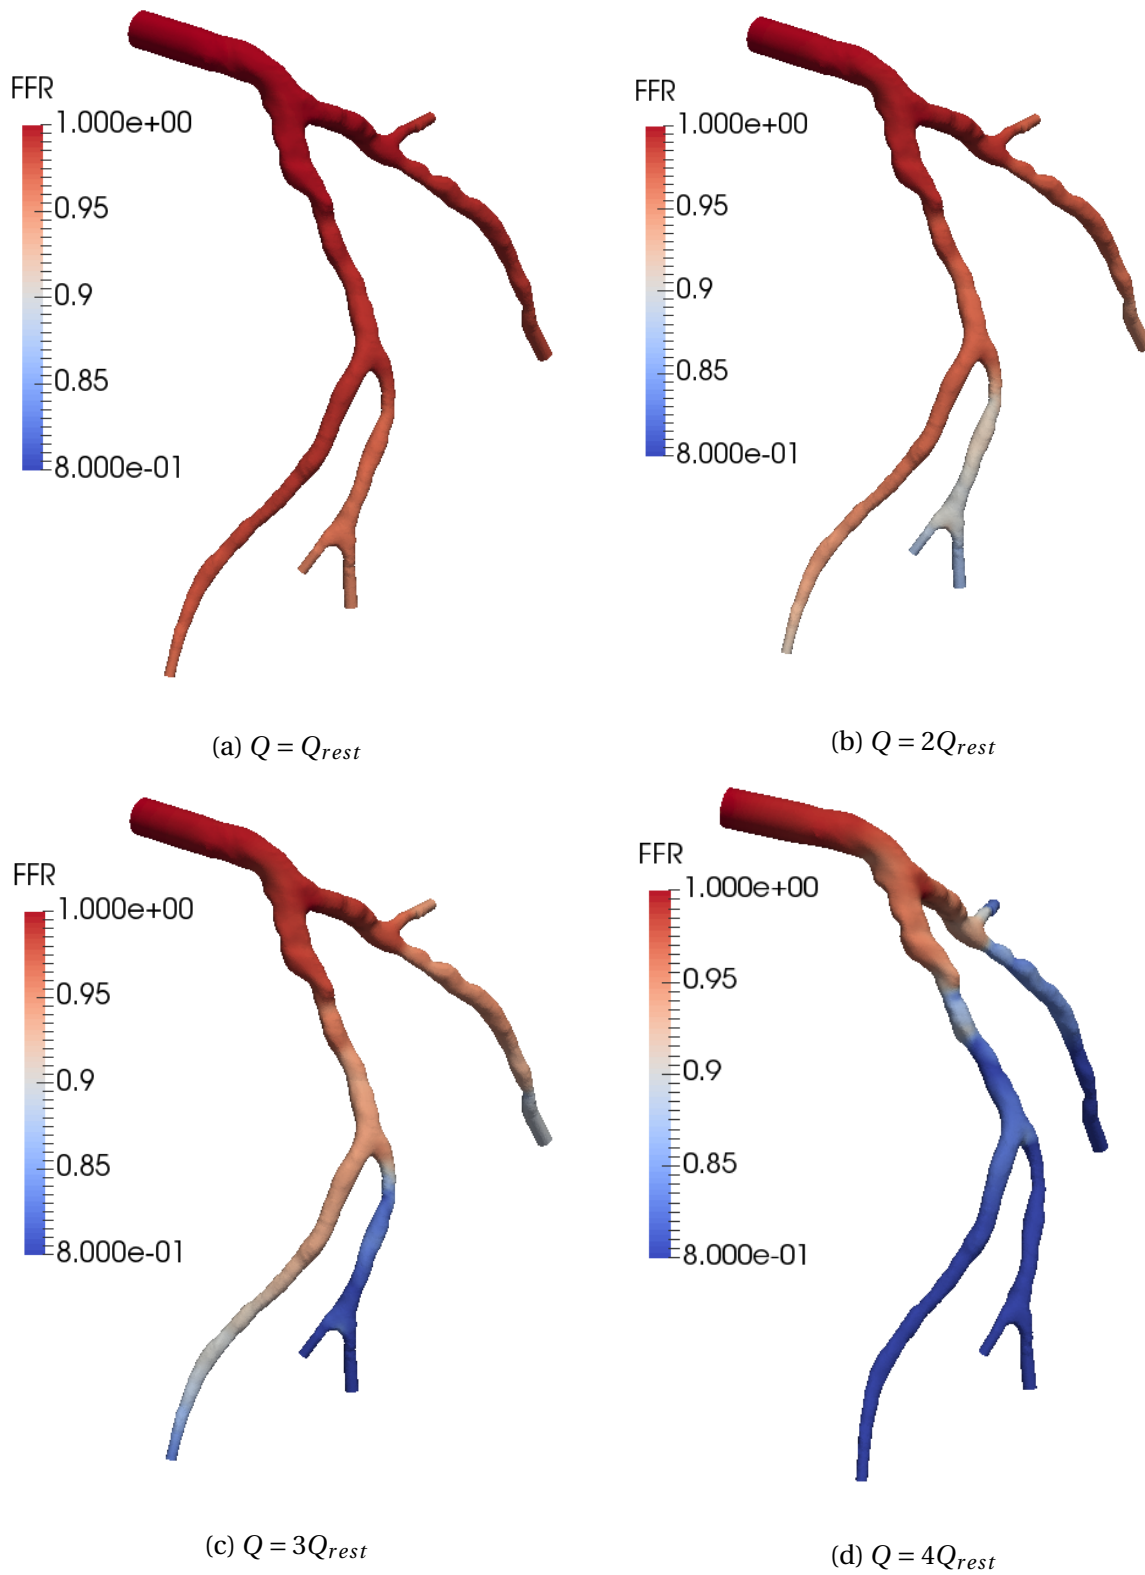 FFR
1.000e+00
0.95
0.9
0.85
8.000e-01
(a) Q = Q_rest
FFR
1.000e+00
0.95
0.9
0.85
8.000e-01
(b) Q = 2Q_rest
FFR
1.000e+00
0.95
0.9
0.85
8.000e-01
(c) Q = 3Q_rest
FFR
1.000e+00
0.95
0.9
0.85
8.000e-01
(d) Q = 4Q_rest